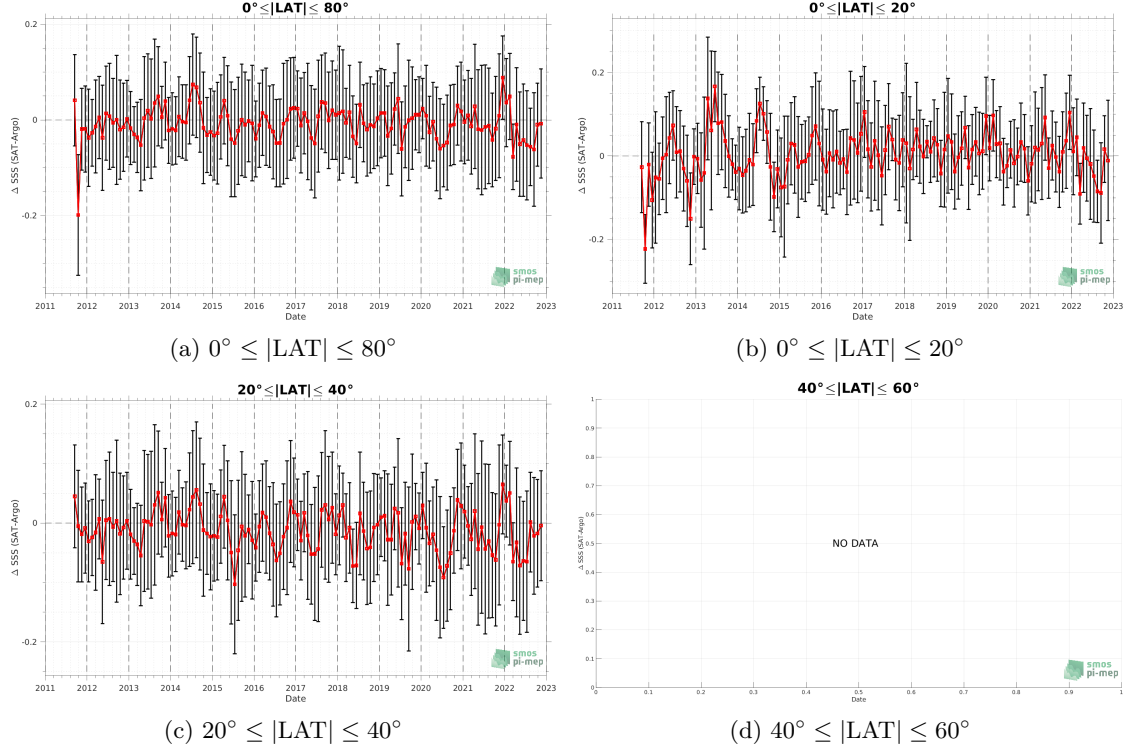 0°≤|LAT|≤ 80°
0.2
0
-0.2
Δ SSS (SAT-Argo)
2011 2012 2013 2014 2015 2016 2017 2018 2019 2020 2021 2022 2023
Date
smos
pi-mep
(a) 0° ≤ |LAT| ≤ 80°
0°≤|LAT|≤ 20°
0.2
0
-0.2
Δ SSS (SAT-Argo)
2011 2012 2013 2014 2015 2016 2017 2018 2019 2020 2021 2022 2023
Date
smos
pi-mep
(b) 0° ≤ |LAT| ≤ 20°
20°≤|LAT|≤ 40°
0.2
0
-0.2
Δ SSS (SAT-Argo)
2011 2012 2013 2014 2015 2016 2017 2018 2019 2020 2021 2022 2023
Date
smos
pi-mep
(c) 20° ≤ |LAT| ≤ 40°
40°≤|LAT|≤ 60°
1
0.9
0.8
0.7
0.6
0.5
0.4
0.3
0.2
0.1
0
Δ SSS (SAT-Argo)
NO DATA
0 0.1 0.2 0.3 0.4 0.5 0.6 0.7 0.8 0.9 1
Date
smos
pi-mep
(d) 40° ≤ |LAT| ≤ 60°